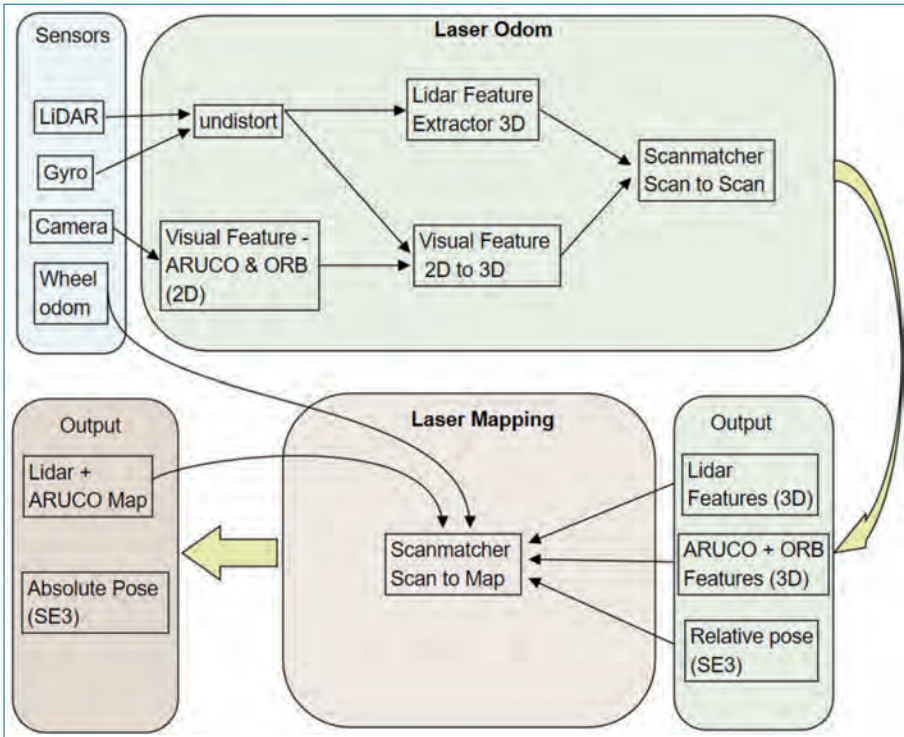 Sensors
LiDAR
Gyro
Camera
Wheel
odom
Laser Odom
undistort
Lidar Feature
Extractor 3D
Scanmatcher
Scan to Scan
Visual Feature -
ARUCO & ORB
(2D)
Visual Feature
2D to 3D
Output
Lidar +
ARUCO Map
Absolute Pose
(SE3)
Laser Mapping
Scanmatcher
Scan to Map
Output
Lidar
Features (3D)
ARUCO + ORB
Features (3D)
Relative pose
(SE3)